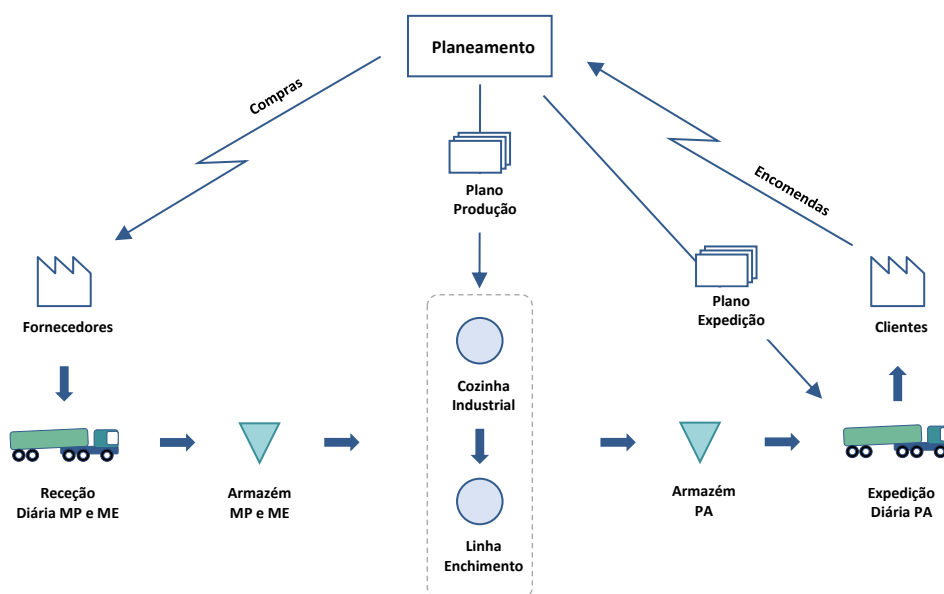 Planeamento
Compras
Plano
Produção
Encomendas
Plano
Expedição
Fornecedores
Clientes
Cozinha
Industrial
Receção
Diária MP e ME
Armazém
MP e ME
Linha
Enchimento
Armazém
PA
Expedição
Diária PA